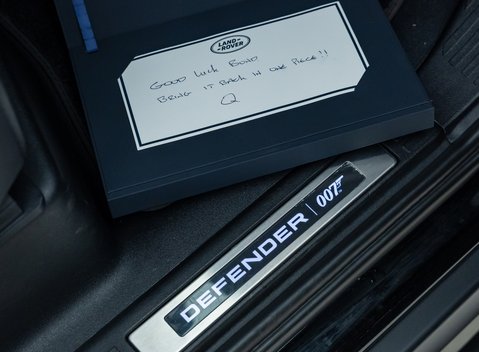 LAND-
-ROVER
GOOD LUCK BOND
BRING IT BACK IN ONE PIECE!!
Q
DEFENDER | 007